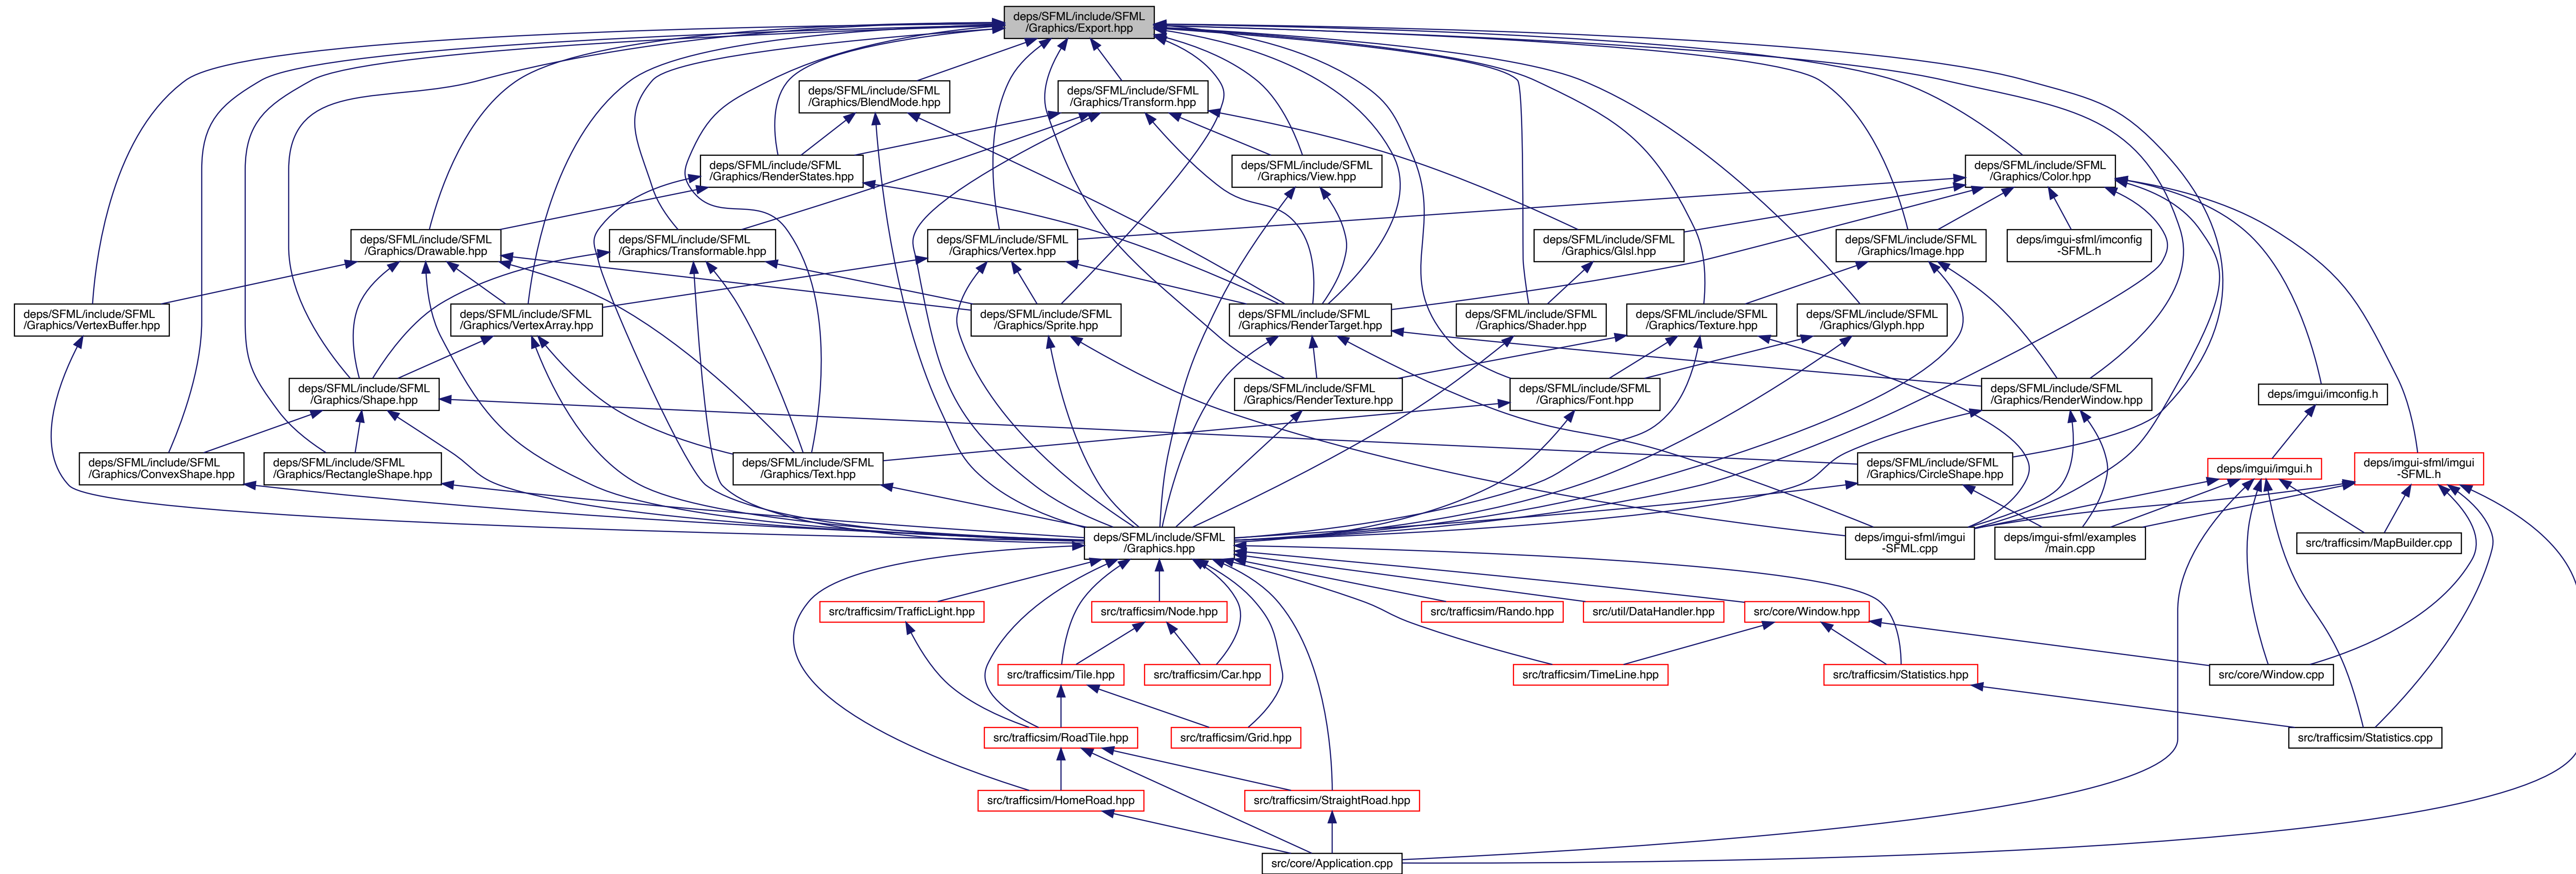 deps/SFML/include/SFML
/Graphics/Export.hpp
deps/SFML/include/SFML
/Graphics/BlendMode.hpp
deps/SFML/include/SFML
/Graphics/Transform.hpp
deps/SFML/include/SFML
/Graphics/RenderStates.hpp
deps/SFML/include/SFML
/Graphics/View.hpp
deps/SFML/include/SFML
/Graphics/Color.hpp
deps/SFML/include/SFML
/Graphics/Drawable.hpp
deps/SFML/include/SFML
/Graphics/Transformable.hpp
deps/SFML/include/SFML
/Graphics/Vertex.hpp
deps/SFML/include/SFML
/Graphics/Glsl.hpp
deps/SFML/include/SFML
/Graphics/Image.hpp
deps/imgui-sfml/imconfig
-SFML.h
deps/SFML/include/SFML
/Graphics/VertexBuffer.hpp
deps/SFML/include/SFML
/Graphics/VertexArray.hpp
deps/SFML/include/SFML
/Graphics/Sprite.hpp
deps/SFML/include/SFML
/Graphics/RenderTarget.hpp
deps/SFML/include/SFML
/Graphics/Shader.hpp
deps/SFML/include/SFML
/Graphics/Texture.hpp
deps/SFML/include/SFML
/Graphics/Glyph.hpp
deps/SFML/include/SFML
/Graphics/Shape.hpp
deps/SFML/include/SFML
/Graphics/RenderTexture.hpp
deps/SFML/include/SFML
/Graphics/Font.hpp
deps/SFML/include/SFML
/Graphics/RenderWindow.hpp
deps/imgui/imconfig.h
deps/SFML/include/SFML
/Graphics/ConvexShape.hpp
deps/SFML/include/SFML
/Graphics/RectangleShape.hpp
deps/SFML/include/SFML
/Graphics/Text.hpp
deps/SFML/include/SFML
/Graphics/CircleShape.hpp
deps/imgui/imgui.h
deps/imgui-sfml/imgui
-SFML.h
deps/SFML/include/SFML
/Graphics.hpp
deps/imgui-sfml/imgui
-SFML.cpp
deps/imgui-sfml/examples
/main.cpp
src/trafficsim/MapBuilder.cpp
src/trafficsim/TrafficLight.hpp
src/trafficsim/Node.hpp
src/trafficsim/Rando.hpp
src/util/DataHandler.hpp
src/core/Window.hpp
src/trafficsim/Tile.hpp
src/trafficsim/Car.hpp
src/trafficsim/TimeLine.hpp
src/trafficsim/Statistics.hpp
src/core/Window.cpp
src/trafficsim/RoadTile.hpp
src/trafficsim/Grid.hpp
src/trafficsim/Statistics.cpp
src/trafficsim/HomeRoad.hpp
src/trafficsim/StraightRoad.hpp
src/core/Application.cpp